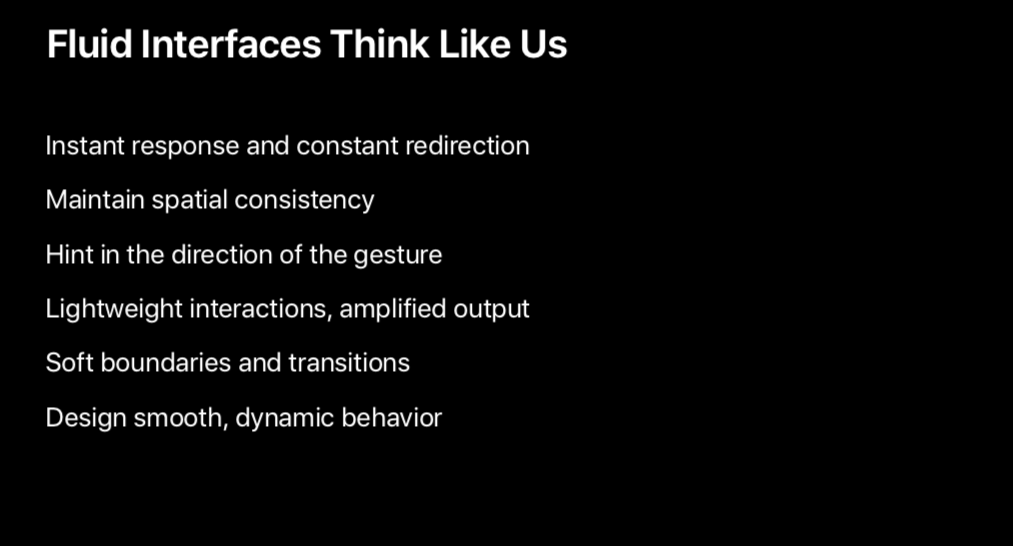 Fluid Interfaces Think Like Us
Instant response and constant redirection
Maintain spatial consistency
Hint in the direction of the gesture
Lightweight interactions, amplified output
Soft boundaries and transitions
Design smooth, dynamic behavior